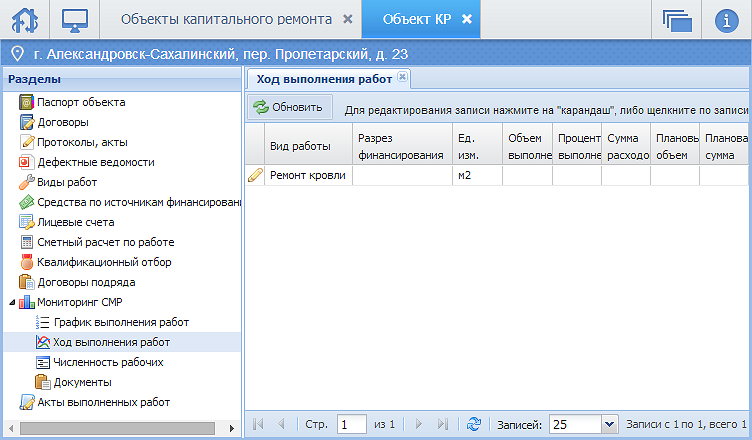 Объекты капитального ремонта
Объект КР
г. Александровск-Сахалинский, пер. Пролетарский, д. 23
Разделы
Паспорт объекта
Договоры
Протоколы, акты
Дефектные ведомости
Виды работ
Средства по источникам финансирован
Лицевые счета
Сметный расчет по работе
Квалификационный отбор
Договоры подряда
Мониторинг СМР
График выполнения работ
Ход выполнения работ
Численность рабочих
Документы
Акты выполненных работ
Ход выполнения работ
Обновить
Для редактирования записи нажмите на "карандаш", либо щелкните по записи
Вид работы
Разрез
финансирования
Ед.
изм.
Объем
выполне
Процент
выполне
Сумма
расходо
Плановы
объем
Планова
сумма
Ремонт кровли
м2
Стр. 1 из 1
Записей: 25
Записи с 1 по 1, всего 1